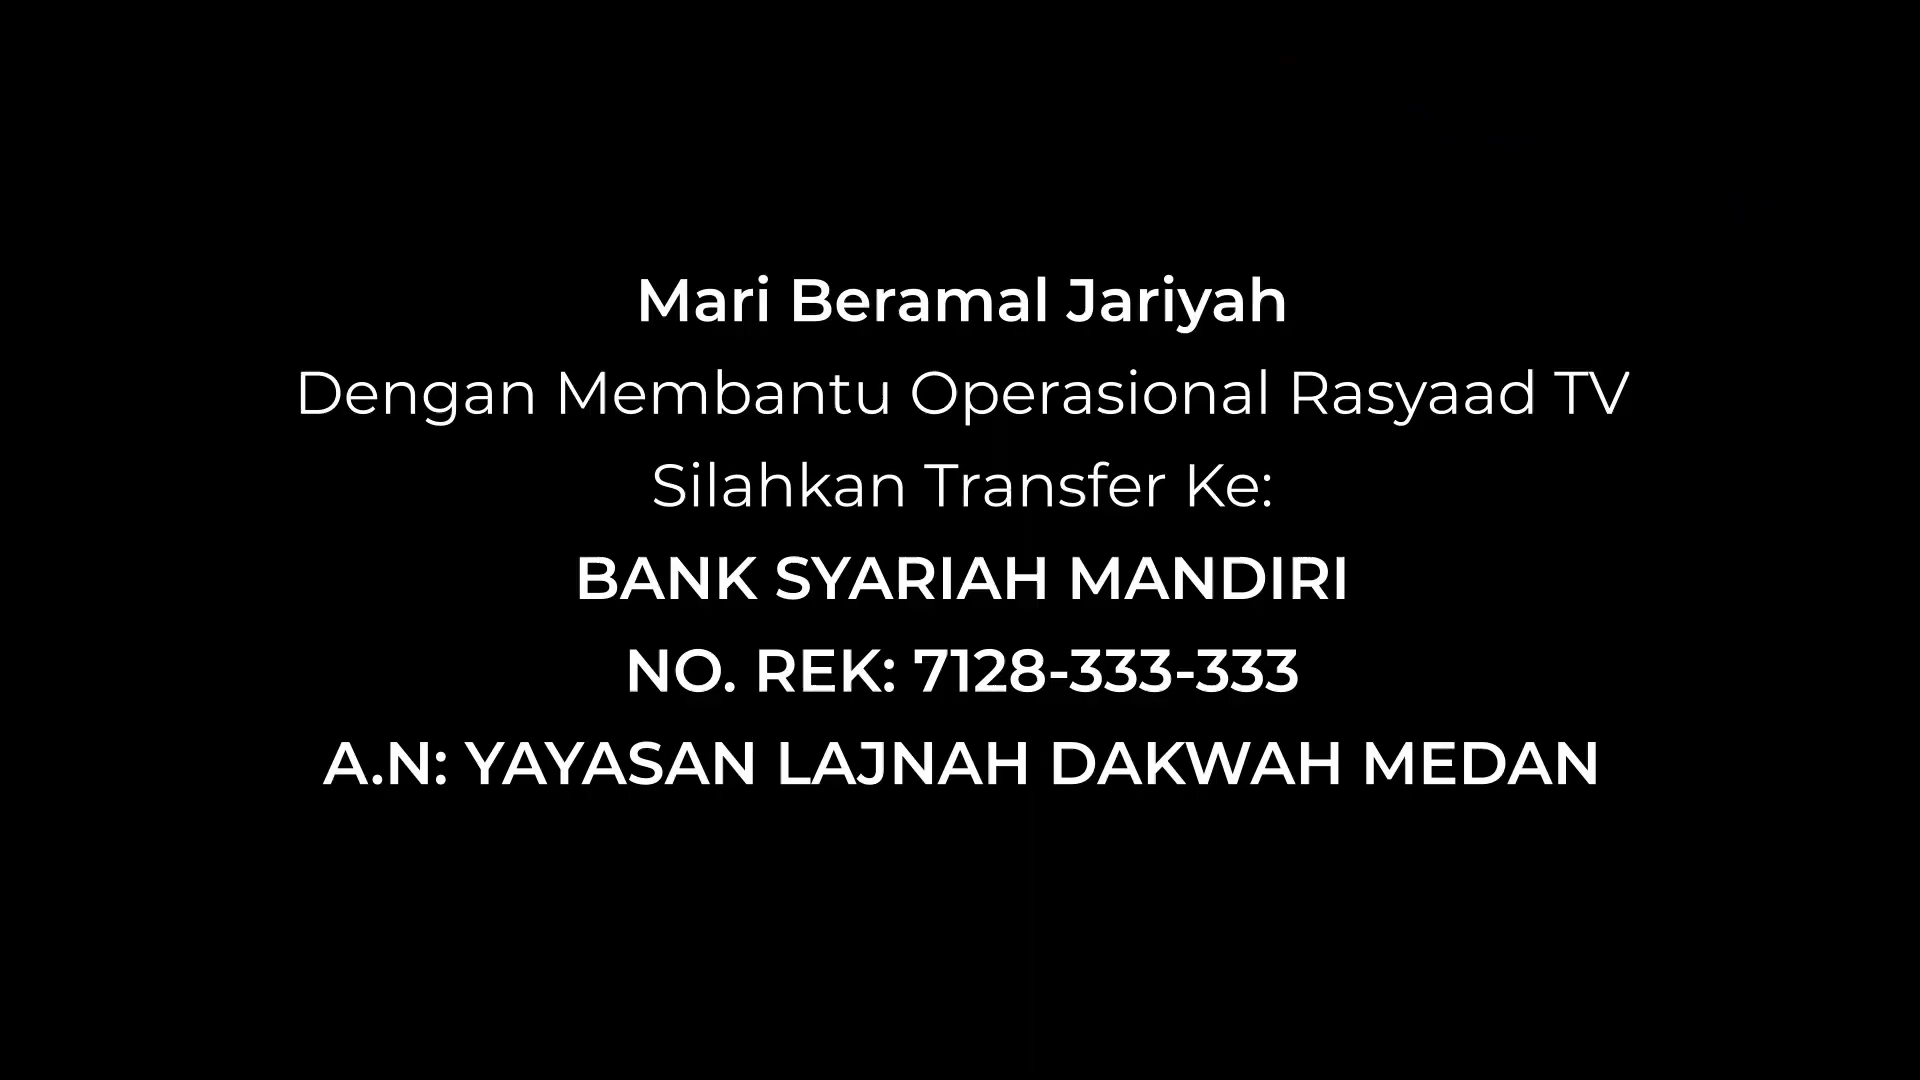 Mari Beramal Jariyah
Dengan Membantu Operasional Rasyaad TV
Silahkan Transfer Ke:
BANK SYARIAH MANDIRI
NO. REK: 7128-333-333
A.N: YAYASAN LAJNAH DAKWAH MEDAN